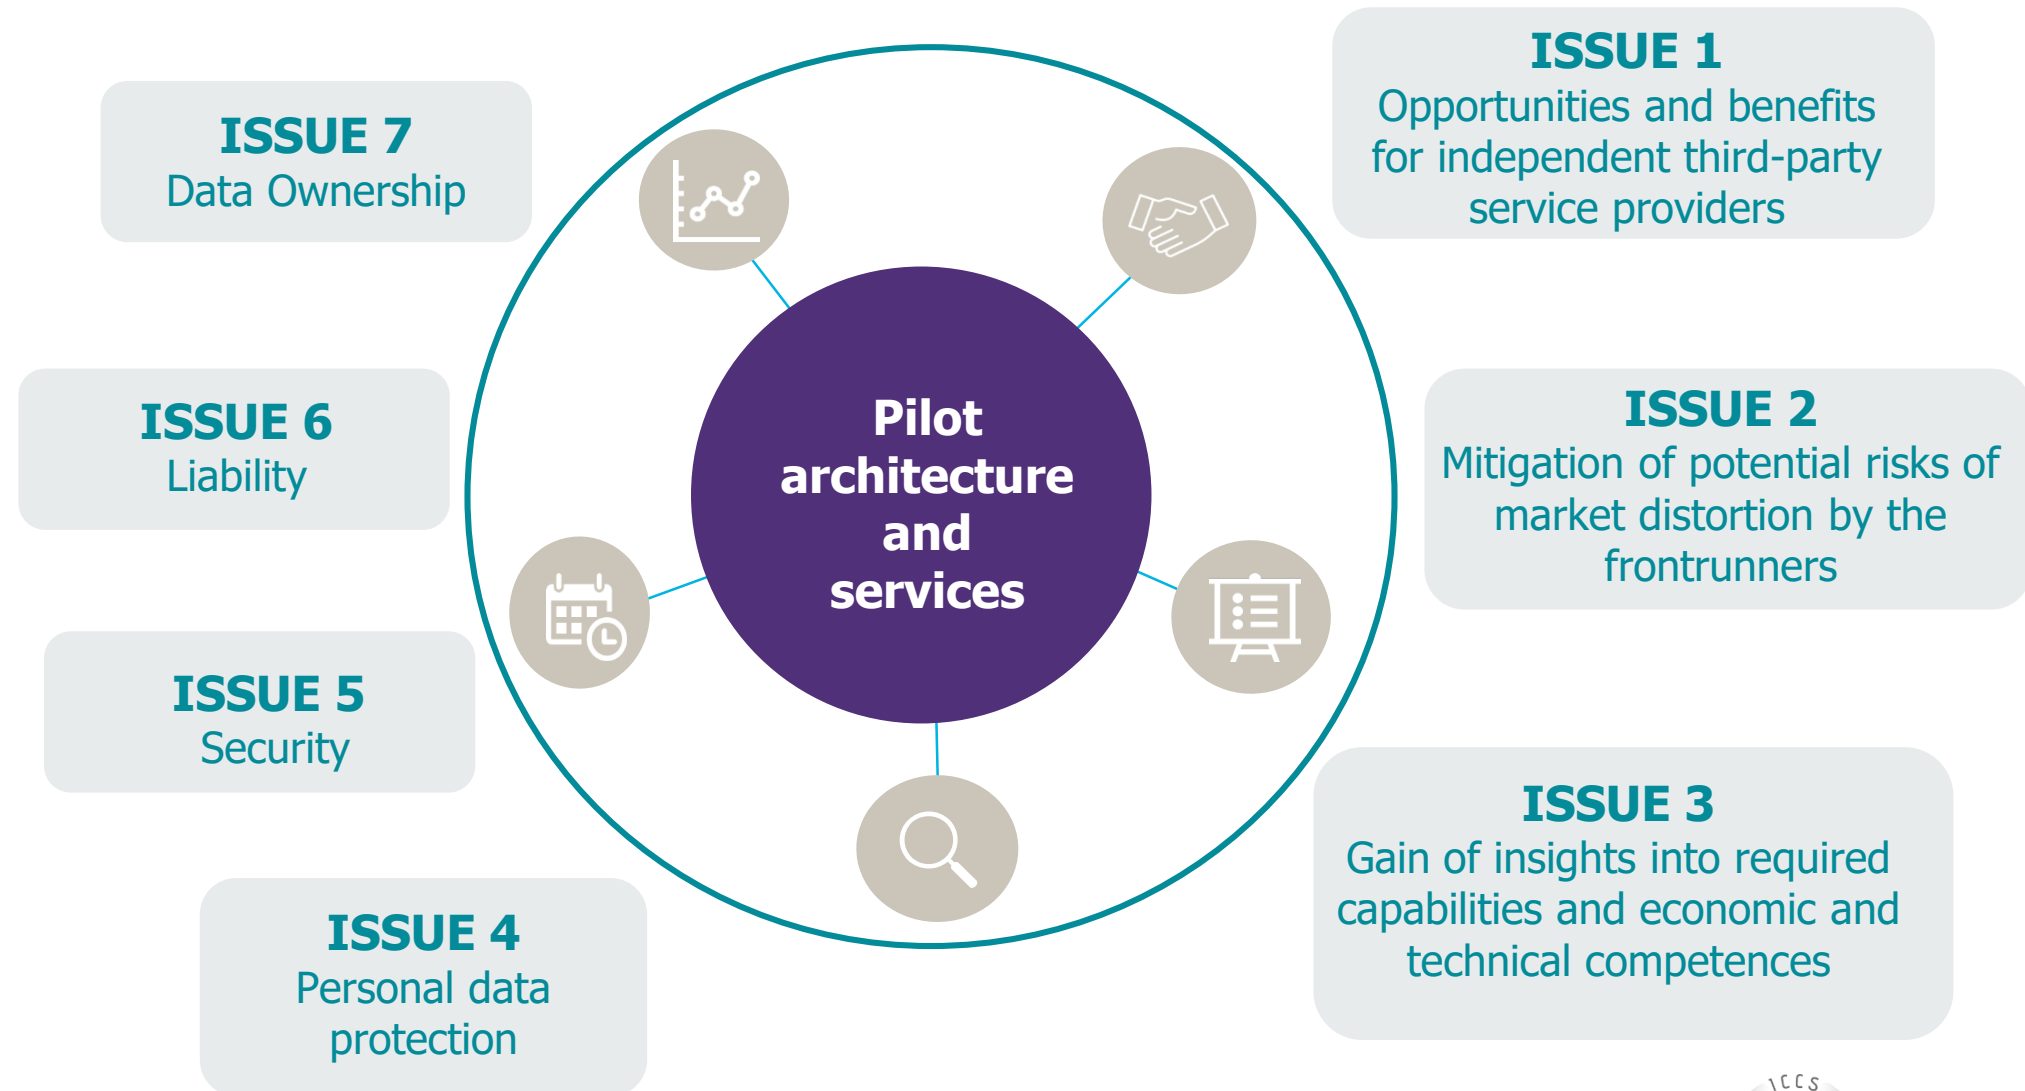 ISSUE 1
Opportunities and benefits
for independent third-party
service providers
ISSUE 2
Mitigation of potential risks of
market distortion by the
frontrunners
ISSUE 3
Gain of insights into required
capabilities and economic and
technical competences
ISSUE 4
Personal data
protection
ISSUE 5
Security
ISSUE 6
Liability
ISSUE 7
Data Ownership
Pilot
architecture
and
services
ICCS